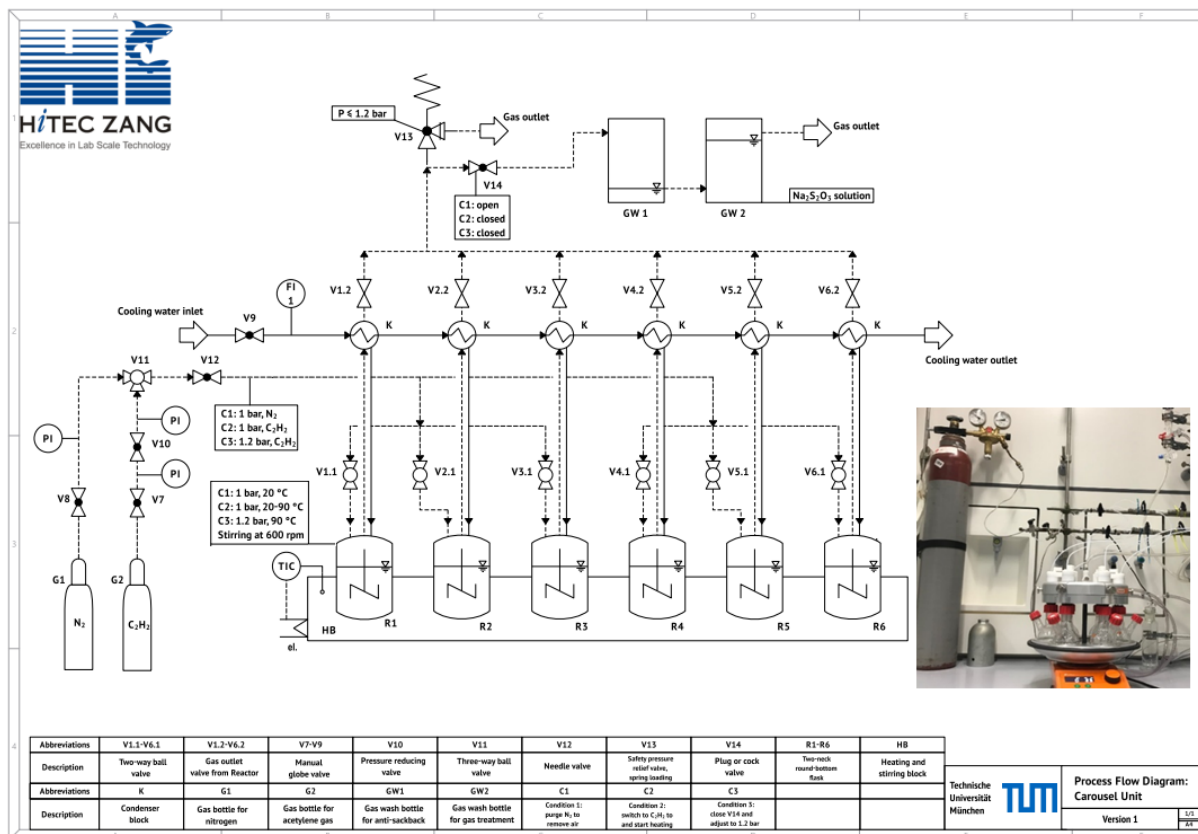 A B C D E F
HiTEC ZANG
Excellence in Lab Scale Technology
P ⩽ 1.2 bar
V13
Gas outlet
Gas outlet
V14
C1: open
C2: closed
C3: closed
GW 1
GW 2
Na₂S₂O₃ solution
1
V1.2
V2.2
V3.2
V4.2
V5.2
V6.2
FI
1
Cooling water inlet
V9
K
K
K
K
K
K
2
Cooling water outlet
V11
V12
C1: 1 bar, N₂
C2: 1 bar, C₂H₂
C3: 1.2 bar, C₂H₂
PI
PI
V10
PI
V8
V7
V1.1
V2.1
V3.1
V4.1
V5.1
V6.1
C1: 1 bar, 20 °C
C2: 1 bar, 20-90 °C
C3: 1.2 bar, 90 °C
Stirring at 600 rpm
3
TIC
G1
G2
N₂
C₂H₂
HB
el.
R1
R2
R3
R4
R5
R6
4
Abbreviations V1.1-V6.1 V1.2-V6.2 V7-V9 V10 V11 V12 V13 V14 R1-R6 HB
Description Two-way ball valve Gas outlet valve from Reactor Manual globe valve Pressure reducing valve Three-way ball valve Needle valve Safety pressure relief valve, spring loading Plug or cock valve Two-neck round-bottom flask Heating and stirring block
Abbreviations K G1 G2 GW1 GW2 C1 C2 C3
Description Condenser block Gas bottle for nitrogen Gas bottle for acetylene gas Gas wash bottle for anti-sackback Gas wash bottle for gas treatment Condition 1: purge N₂ to remove air Condition 2: switch to C₂H₂ to and start heating Condition 3: close V14 and adjust to 1.2 bar
Technische
Universität
München
TUM
Process Flow Diagram:
Carousel Unit
Version 1
1/1
A4